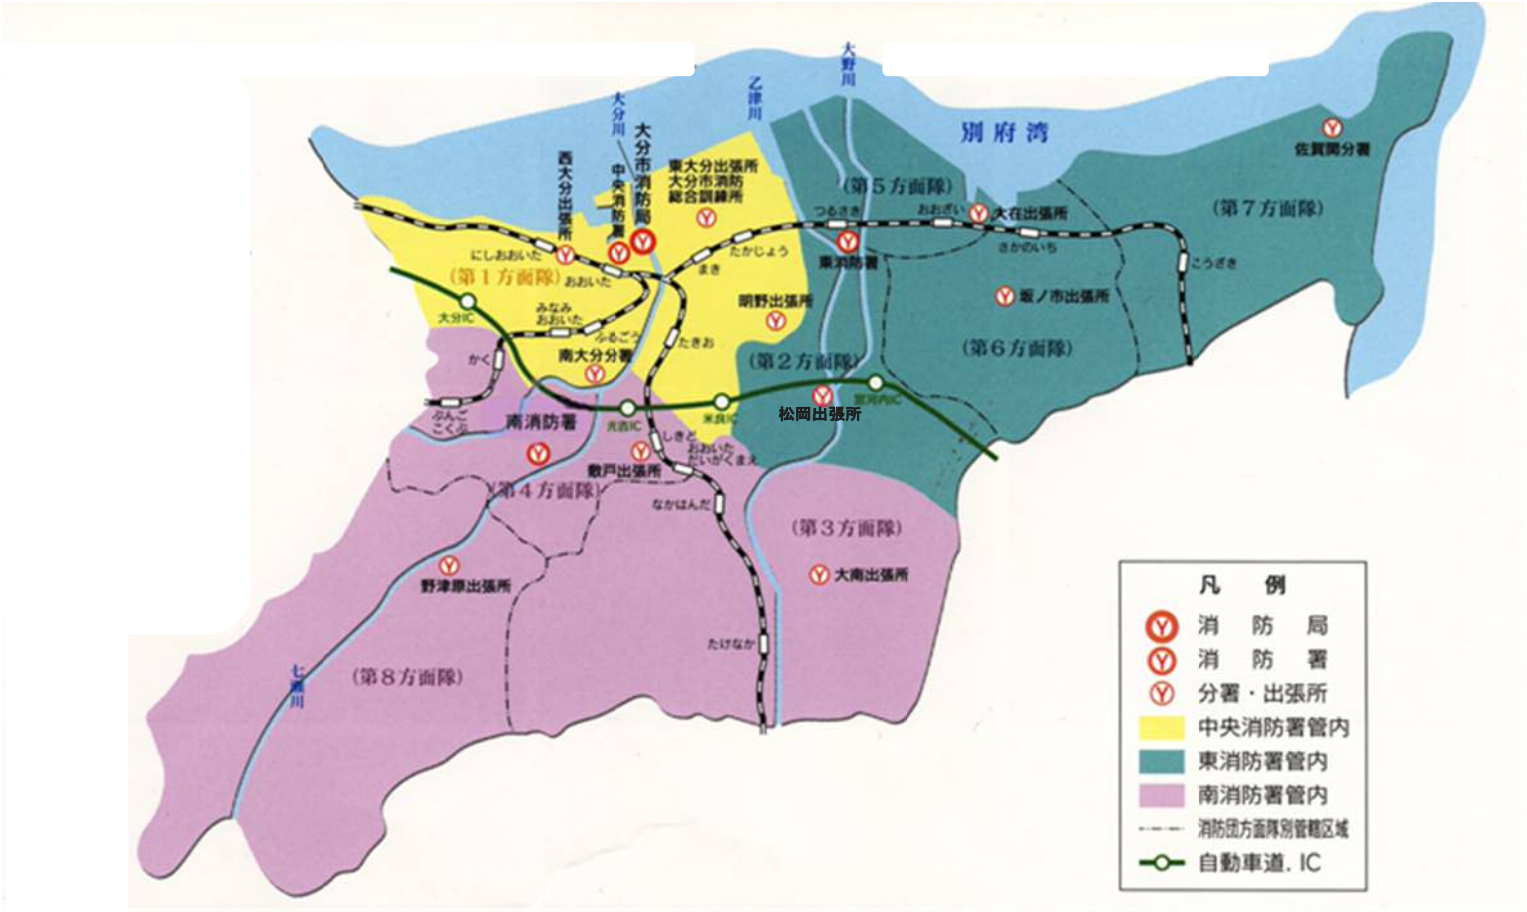 大野川
乙津川
大分川
別府湾
大分市消防局
中央消防署
西大分出張所
東大分出張所
大分市消防
総合訓練所
佐賀関分署
(第5方面隊)
(第7方面隊)
つるさき
おおざい
大在出張所
さかのいち
こうざき
東消防署
にしおおいた
(第1方面隊)
おおいた
まき
たかじょう
坂ノ市出張所
明野出張所
大分IC
みなみ
おおいた
ふるごう
たきお
南大分分署
かく
(第2方面隊)
(第6方面隊)
宮河内IC
松岡出張所
米良IC
光吉IC
ぶんご
こくぶ
南消防署
しきど
おおいた
だいがくまえ
敷戸出張所
(第4方面隊)
なかはんだ
(第3方面隊)
大南出張所
野津原出張所
たけなか
七瀬川
(第8方面隊)
凡 例
消防局
消防署
分署・出張所
中央消防署管内
東消防署管内
南消防署管内
消防団方面隊別管轄区域
自動車道. IC